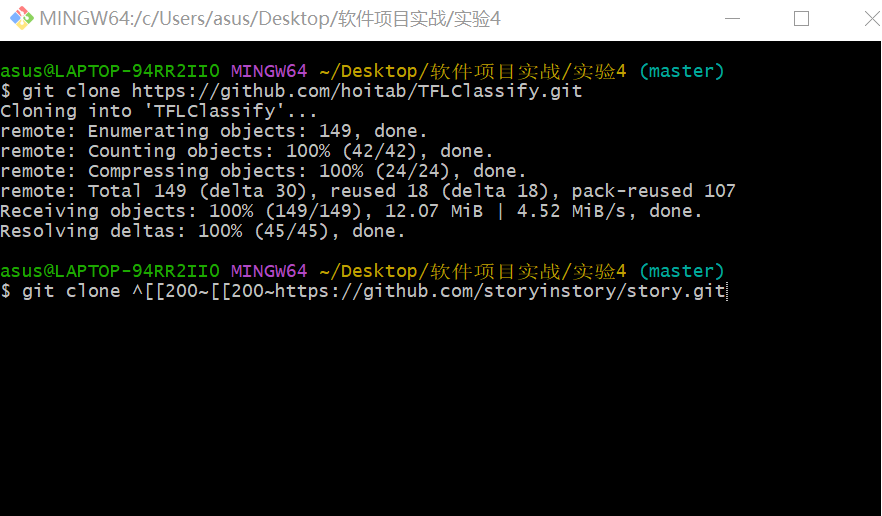 MINGW64:/c/Users/asus/Desktop/软件项目实战/实验4
asus@LAPTOP-94RR2II0 MINGW64 ~/Desktop/软件项目实战/实验4 (master)
$ git clone https://github.com/hoitab/TFLClassify.git
Cloning into 'TFLClassify'...
remote: Enumerating objects: 149, done.
remote: Counting objects: 100% (42/42), done.
remote: Compressing objects: 100% (24/24), done.
remote: Total 149 (delta 30), reused 18 (delta 18), pack-reused 107
Receiving objects: 100% (149/149), 12.07 MiB | 4.52 MiB/s, done.
Resolving deltas: 100% (45/45), done.
asus@LAPTOP-94RR2II0 MINGW64 ~/Desktop/软件项目实战/实验4 (master)
$ git clone ^[[200~[[200~https://github.com/storyinstory/story.git